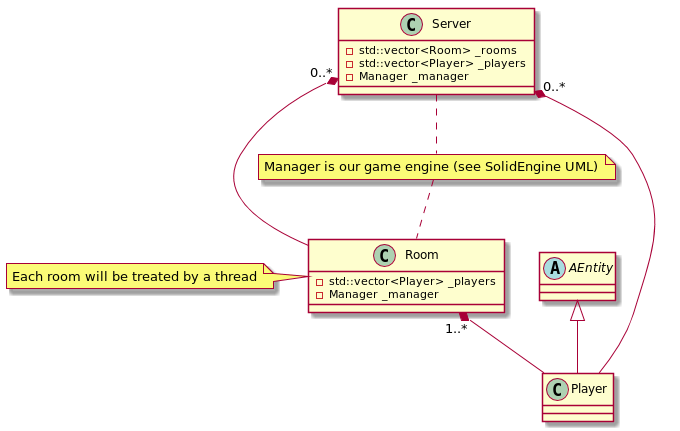 C Server
std::vector<Room> _rooms
std::vector<Player> _players
Manager _manager
0..*
0..*
Manager is our game engine (see SolidEngine UML)
C Room
std::vector<Player> _players
Manager _manager
Each room will be treated by a thread
A AEntity
1..*
C Player